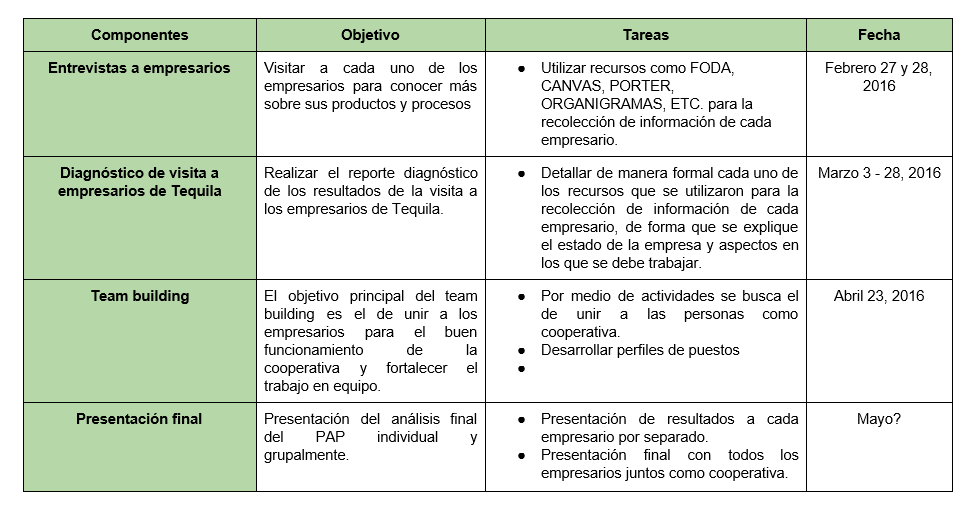 Componentes
Objetivo
Tareas
Fecha
Entrevistas a empresarios
Visitar a cada uno de los
empresarios para conocer más
sobre sus productos y procesos
● Utilizar recursos como FODA,
CANVAS, PORTER,
ORGANIGRAMAS, ETC. para la
recolección de información de cada
empresario.
Febrero 27 y 28,
2016
Diagnóstico de visita a
empresarios de Tequila
Realizar el reporte diagnóstico
de los resultados de la visita a
los empresarios de Tequila.
● Detallar de manera formal cada uno de
los recursos que se utilizaron para la
recolección de información de cada
empresario, de forma que se explique
el estado de la empresa y aspectos en
los que se debe trabajar.
Marzo 3 - 28, 2016
Team building
El objetivo principal del team
building es el de unir a los
empresarios para el buen
funcionamiento de la
cooperativa y fortalecer el
trabajo en equipo.
● Por medio de actividades se busca el
de unir a las personas como
cooperativa.
● Desarrollar perfiles de puestos
●
Abril 23, 2016
Presentación final
Presentación del análisis final
del PAP individual y
grupalmente.
● Presentación de resultados a cada
empresario por separado.
● Presentación final con todos los
empresarios juntos como cooperativa.
Mayo?